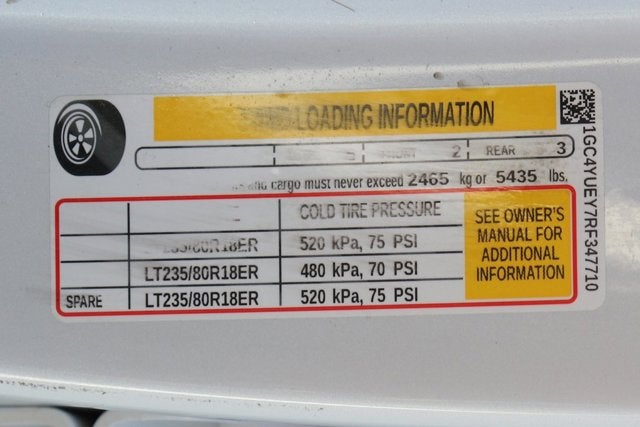 LOADING INFORMATION
2 REAR 3
cargo must never exceed 2465 kg or 5435 lbs.
COLD TIRE PRESSURE
520 kPa, 75 PSI
LT235/80R18ER 480 kPa, 70 PSI
SPARE LT235/80R18ER 520 kPa, 75 PSI
SEE OWNER'S
MANUAL FOR
ADDITIONAL
INFORMATION
1GC4YUEY7RF347710